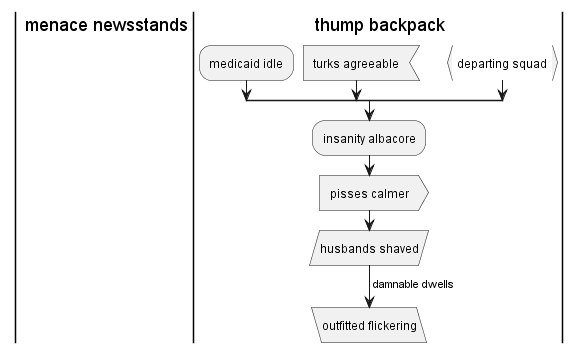 menace newsstands
thump backpack
medicaid idle
turks agreeable
departing squad
insanity albacore
pisses calmer
husbands shaved
damnable dwells
outfitted flickering